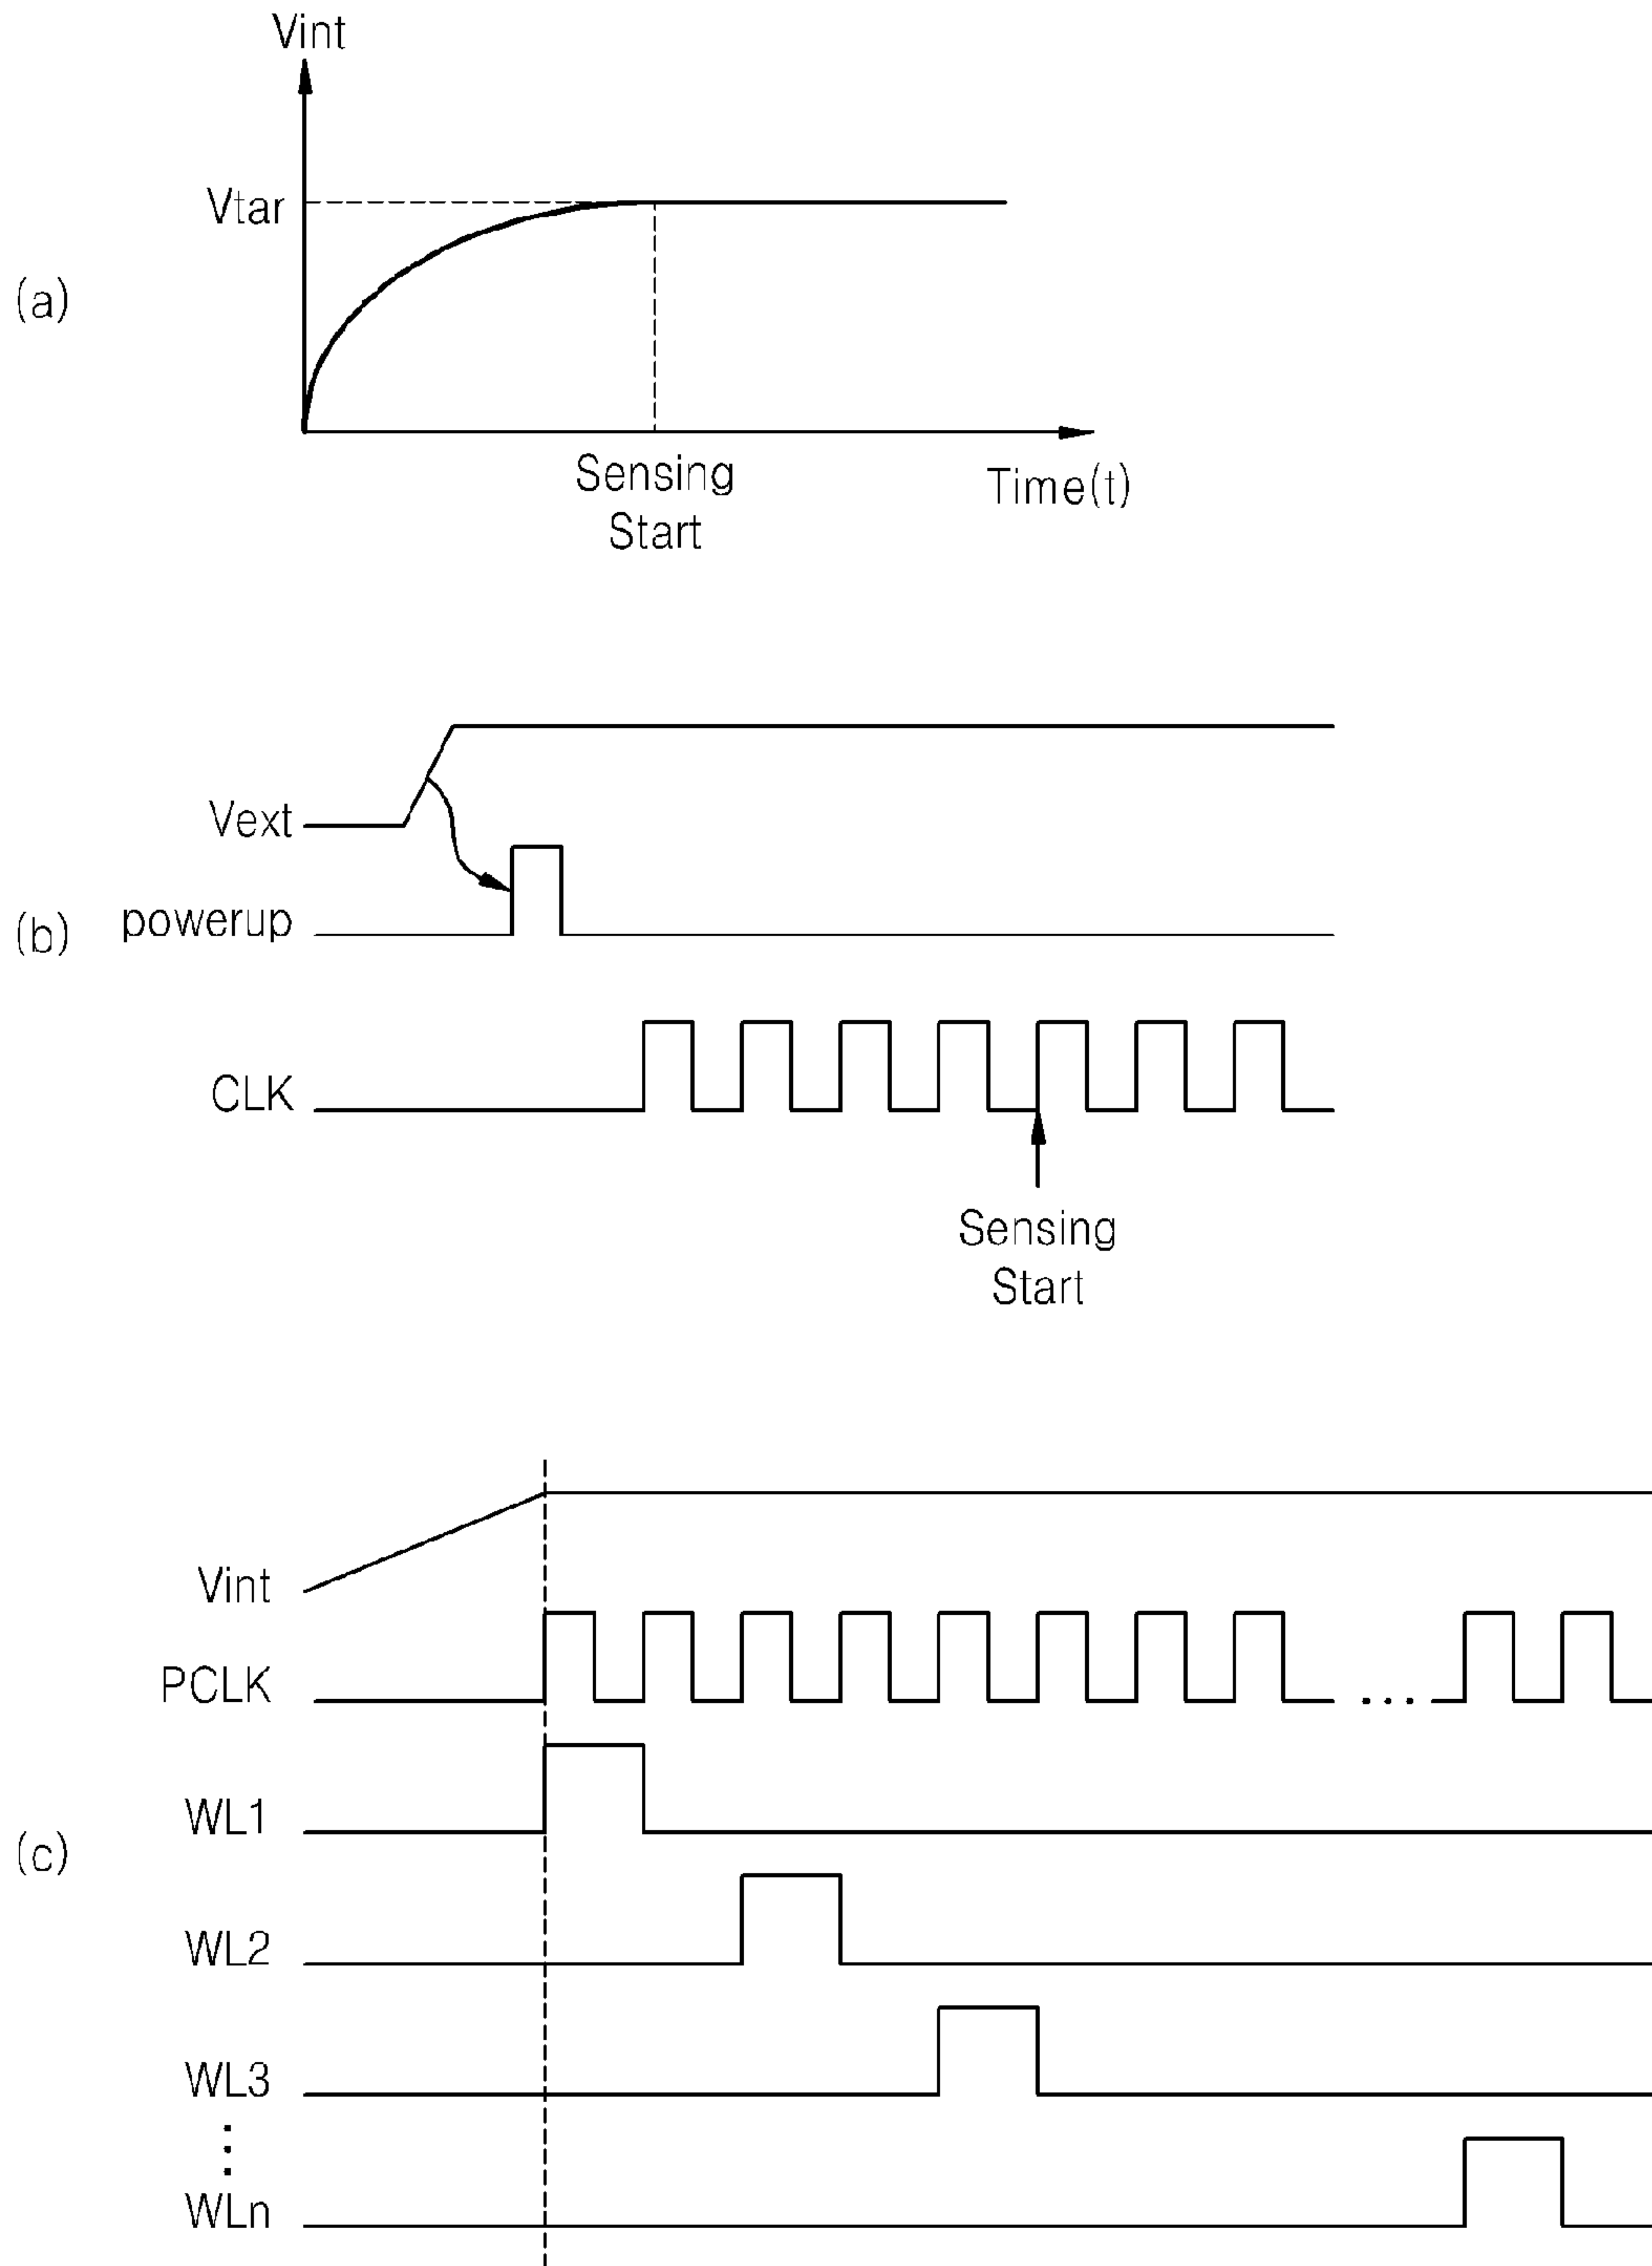 Vint
Vtar
(a)
Sensing
Start
Time(t)
Vext
(b)
powerup
CLK
Sensing
Start
Vint
PCLK
...
WL1
(c)
WL2
WL3
⋮
WLn